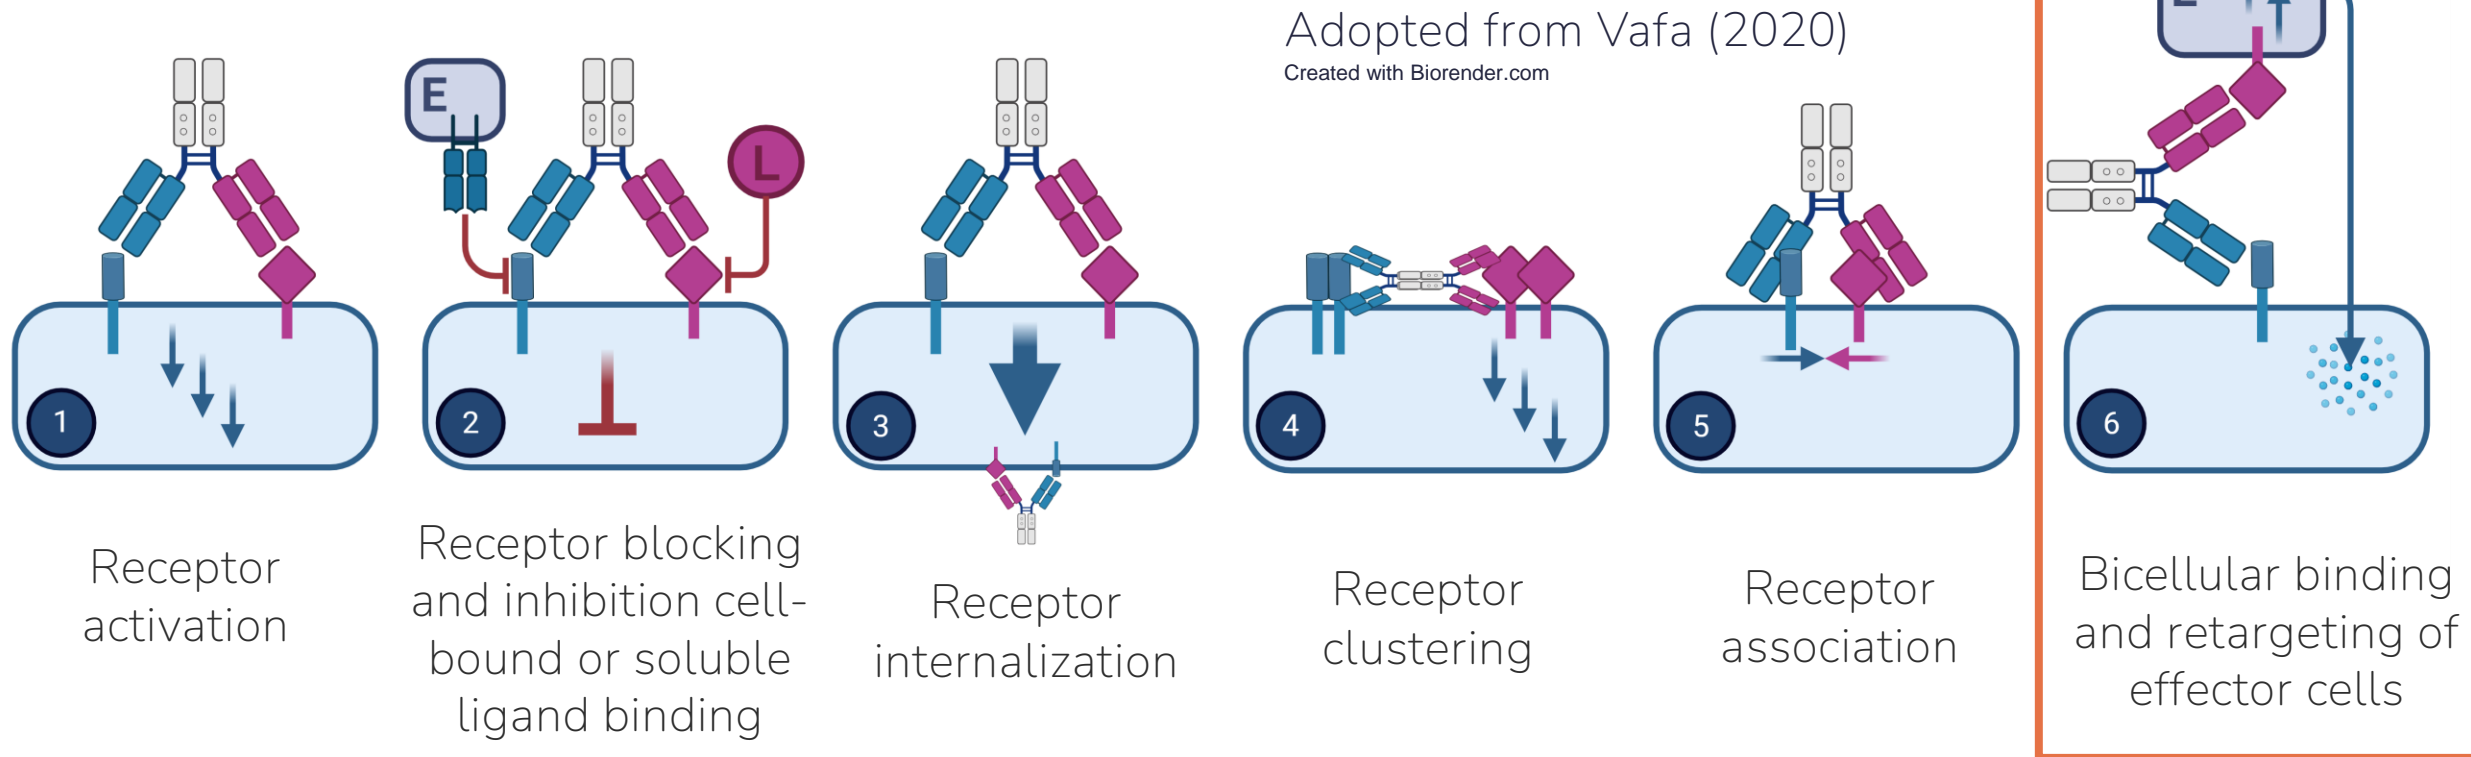 Adopted from Vafa (2020)
Created with Biorender.com
E
L
E
1
2
3
4
5
6
Receptor
activation
Receptor blocking
and inhibition cell-
bound or soluble
ligand binding
Receptor
internalization
Receptor
clustering
Receptor
association
Bicellular binding
and retargeting of
effector cells